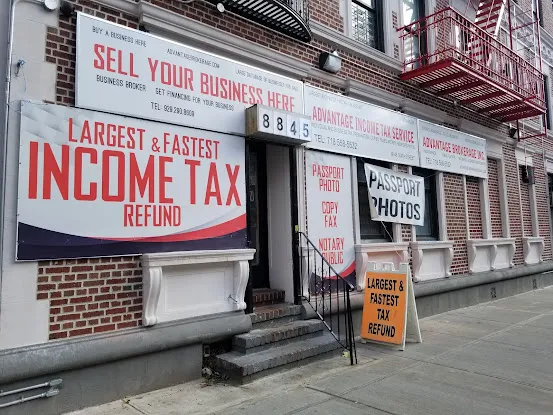 BUY A BUSINESS HERE
ADVANTAGEBROKERAGE.COM
SELL YOUR BUSINESS HERE
BUSINESS BROKER
GET FINANCING FOR YOUR BUSINESS
LARGEST & FASTEST
INCOME TAX
REFUND
8845
ADVANTAGE INCOME TAX SERVICE
ADVANTAGE BROKERAGE INC.
PASSPORT
PHOTO
COPY
FAX
NOTARY
PUBLIC
PASSPORT
PHOTOS
LARGEST &
FASTEST
TAX
REFUND